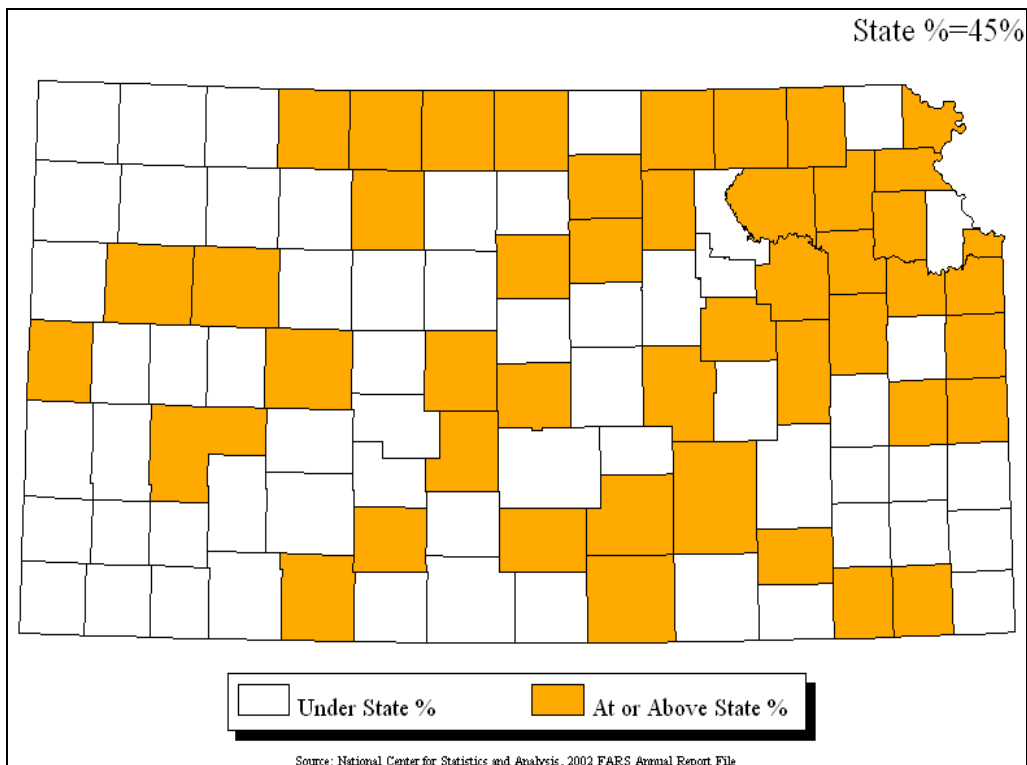 State %=45%
Under State %
At or Above State %
Source: National Center for Statistics and Analysis, 2002 FARS Annual Report File